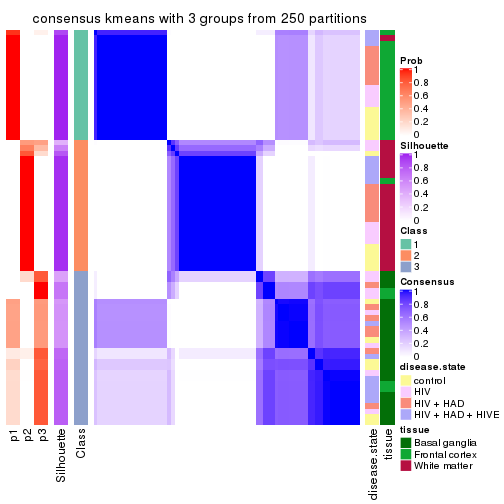 consensus kmeans with 3 groups from 250 partitions
Prob
1
0.8
0.6
0.4
0.2
0
Silhouette
1
0.8
0.6
0.4
0.2
0
Class
1
2
3
Consensus
1
0.8
0.6
0.4
0.2
0
disease.state
control
HIV
HIV + HAD
HIV + HAD + HIVE
tissue
Basal ganglia
Frontal cortex
White matter
p1
p2
p3
Silhouette
Class
disease.state
tissue